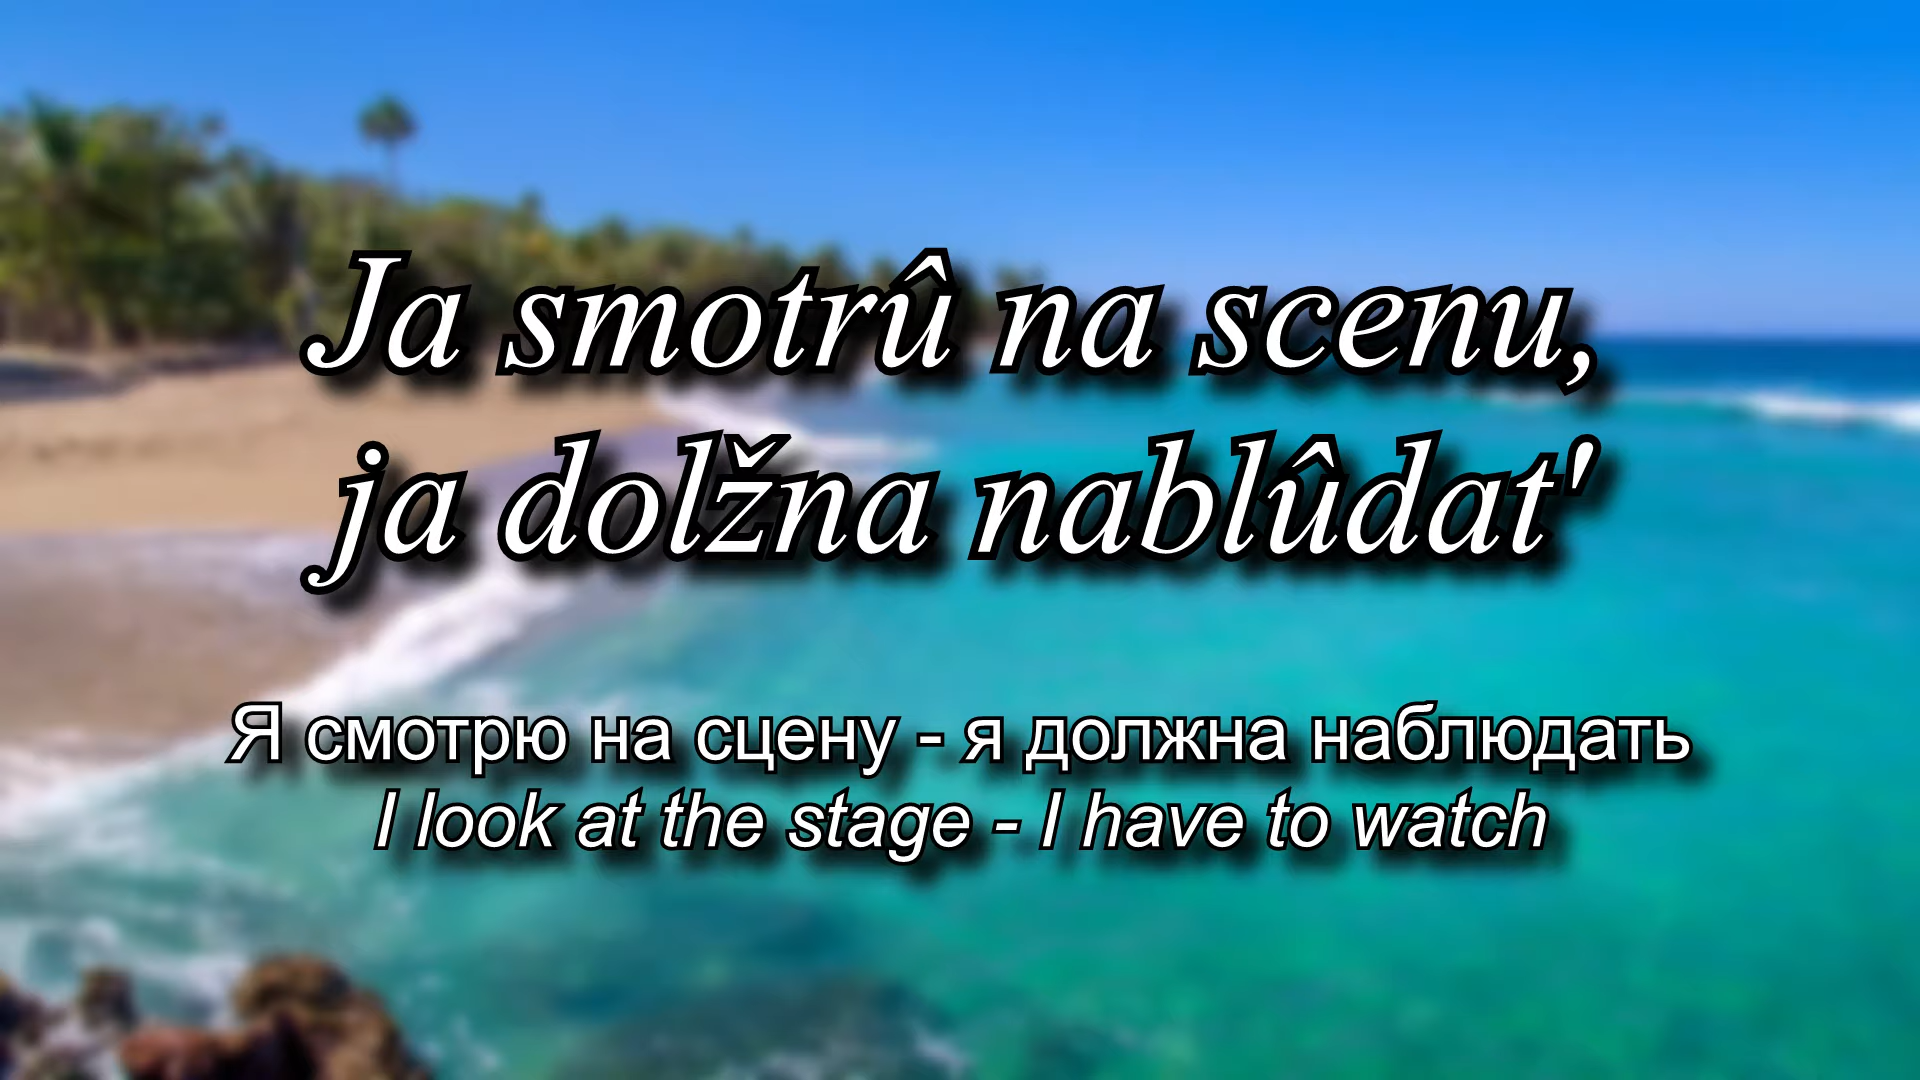 Ja smotrû na scenu,
ja dolžna nablûdat'
Я смотрю на сцену - я должна наблюдать
I look at the stage - I have to watch